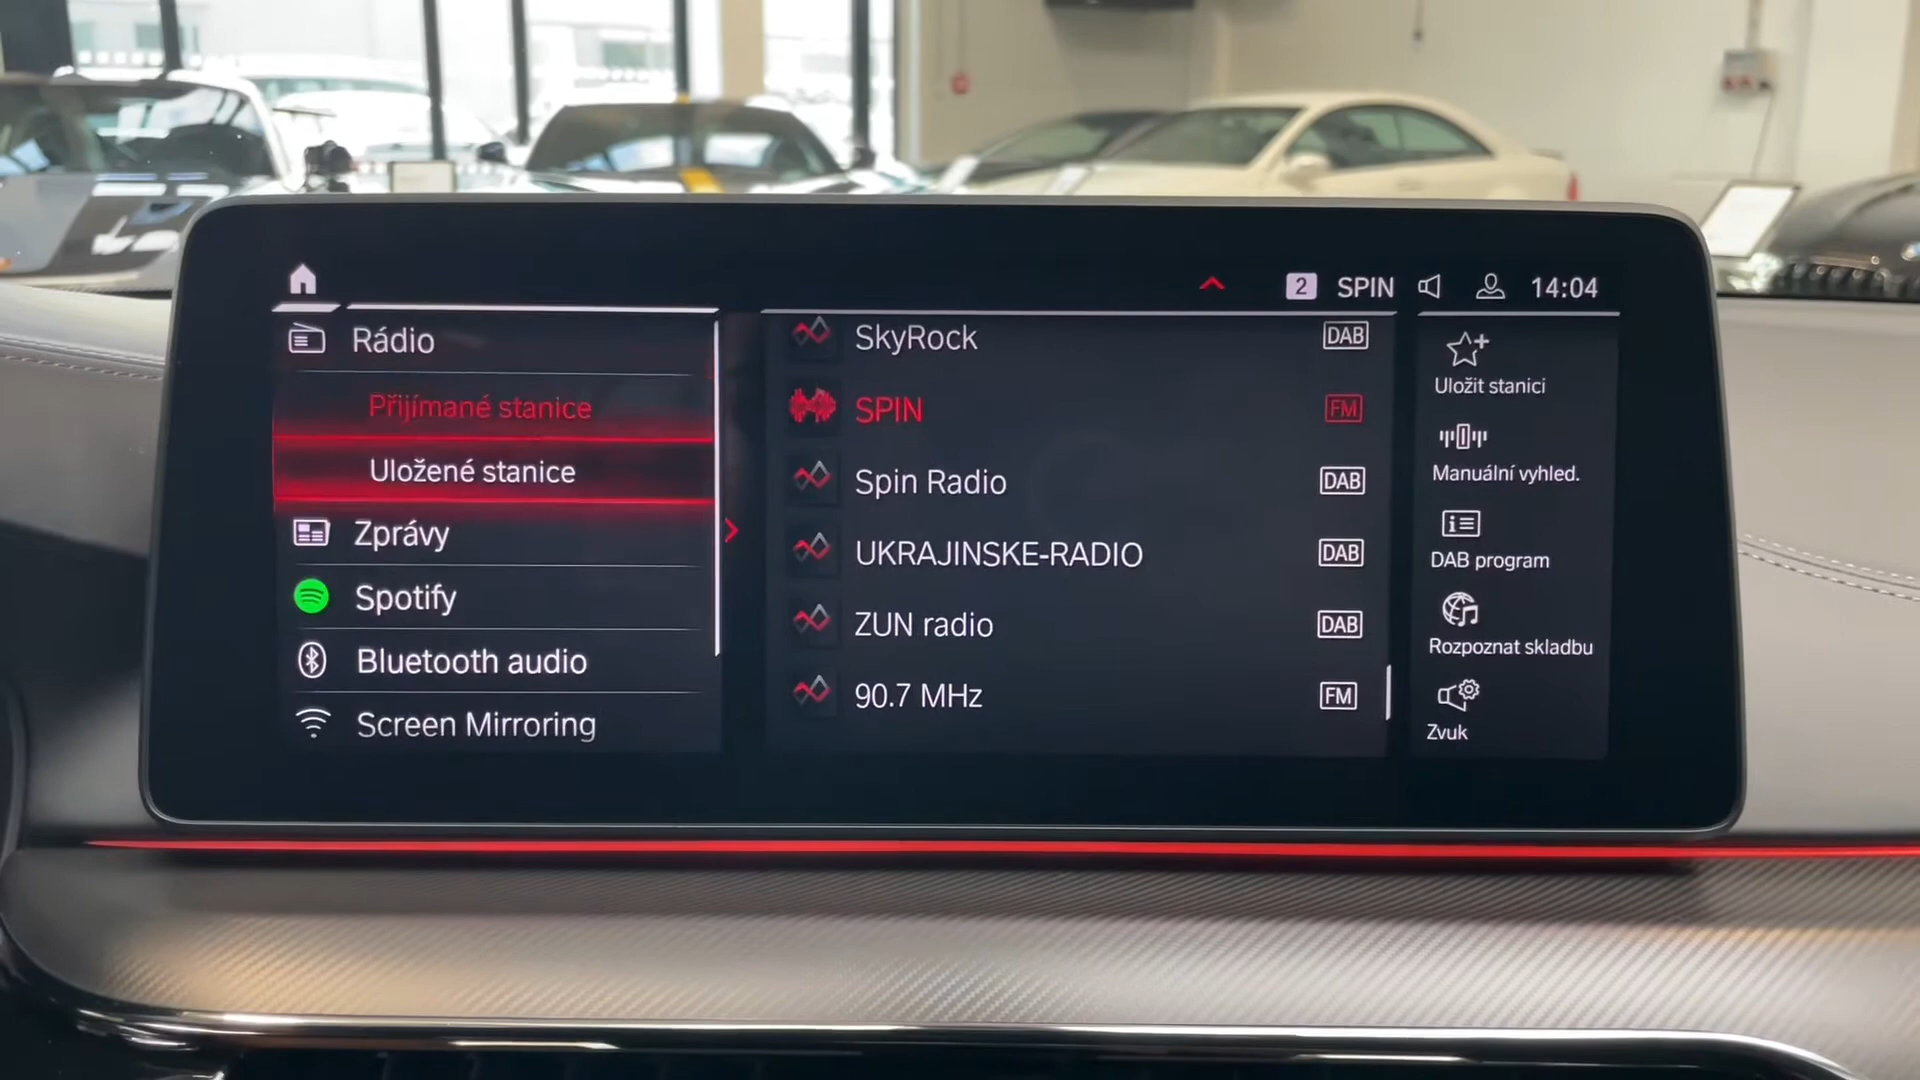 2 SPIN 14:04
Rádio
Přijímané stanice
Uložené stanice
Zprávy
Spotify
Bluetooth audio
Screen Mirroring
SkyRock DAB
SPIN FM
Spin Radio DAB
UKRAJINSKE-RADIO DAB
ZUN radio DAB
90.7 MHz FM
Uložit stanici
Manuální vyhled.
DAB program
Rozpoznat skladbu
Zvuk